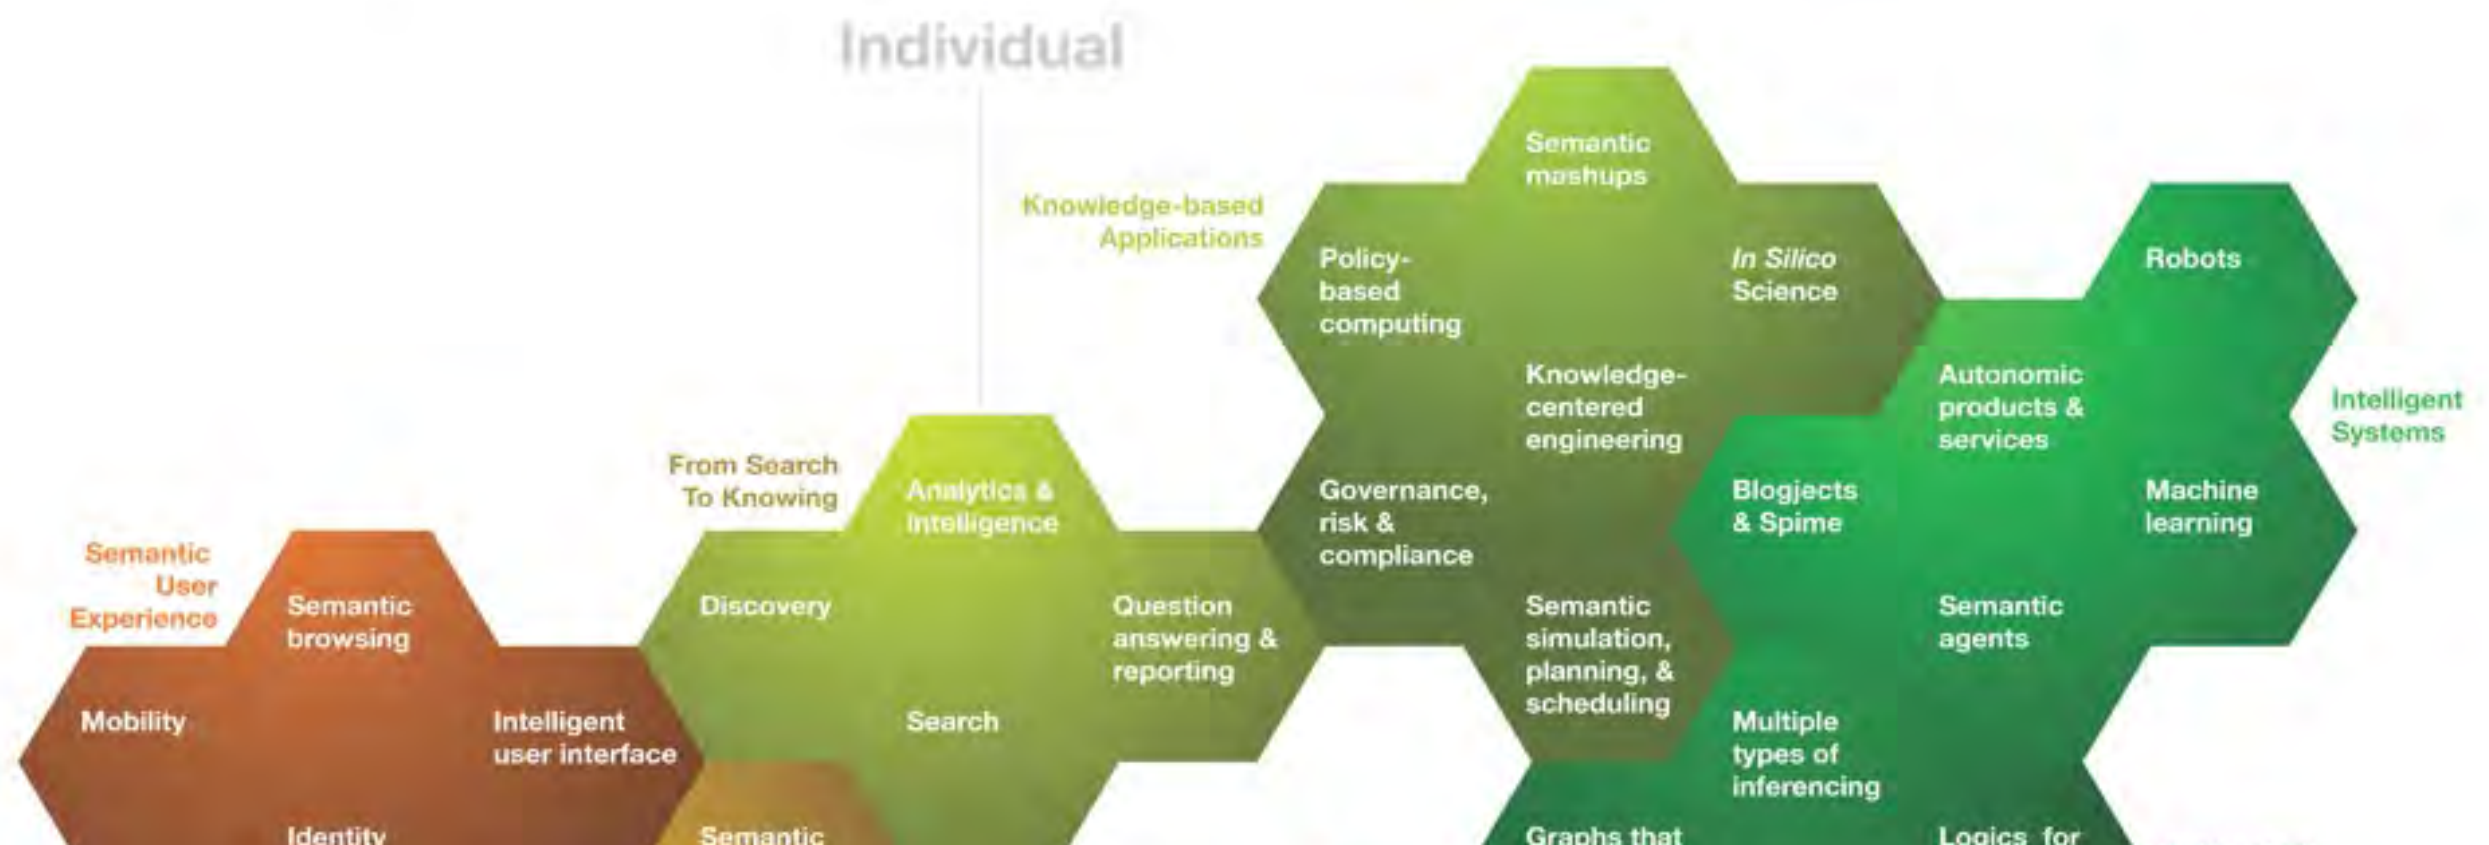 Individual
Semantic
mashups
Knowledge-based
Applications
Policy-
based
computing
In Silico
Science
Robots
Knowledge-
centered
engineering
Autonomic
products &
services
Intelligent
Systems
From Search
To Knowing
Analytics &
Intelligence
Governance,
risk &
compliance
Blogjects
& Spime
Machine
learning
Semantic
User
Experience
Semantic
browsing
Discovery
Question
answering &
reporting
Semantic
simulation,
planning, &
scheduling
Semantic
agents
Mobility
Intelligent
user interface
Search
Multiple
types of
inferencing
Identity
Semantic
Graphs that
Logics for